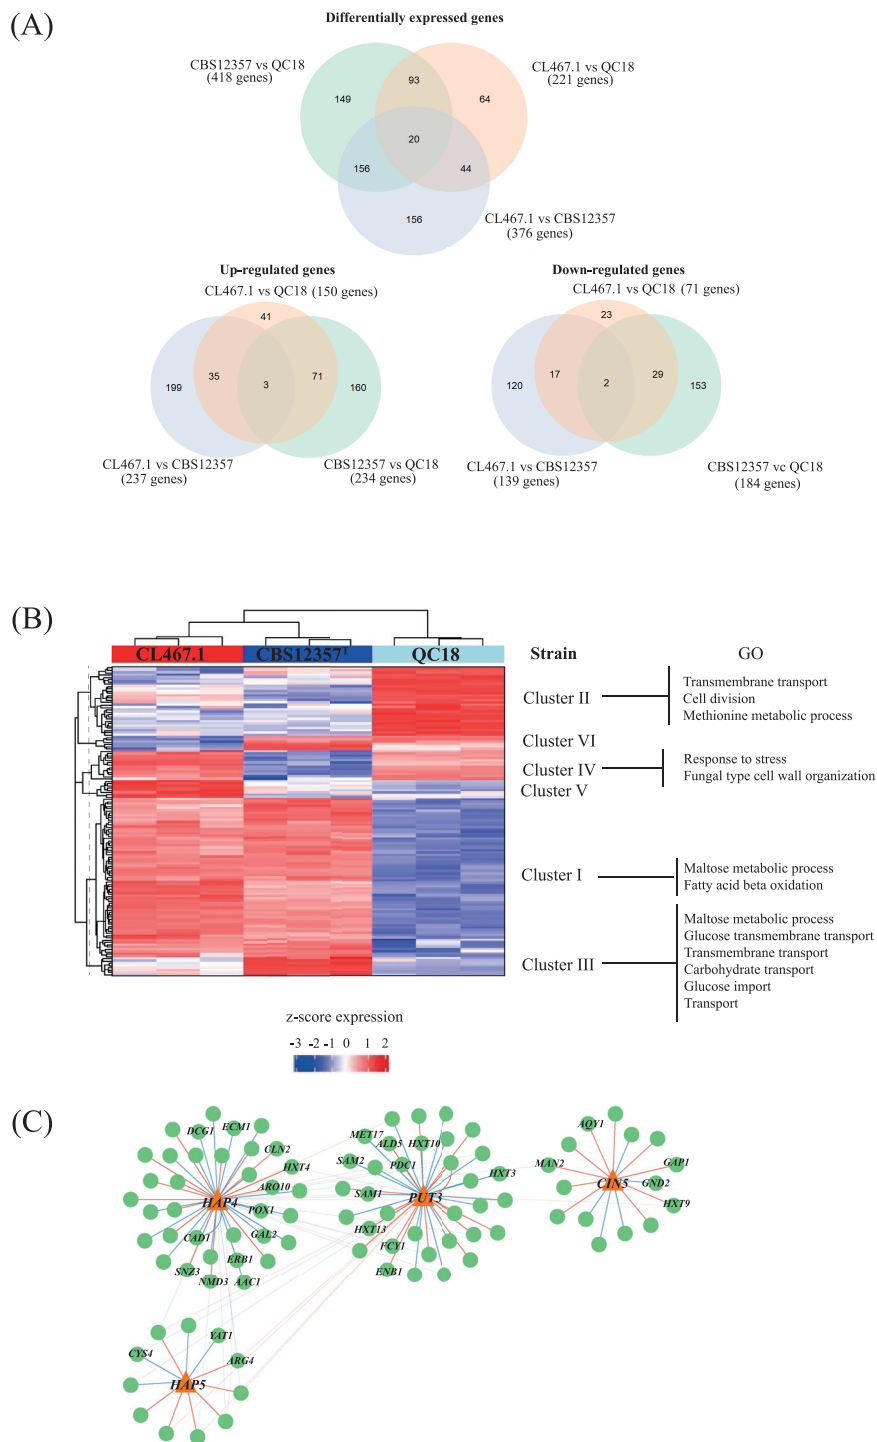 (A)
Differentially expressed genes
CBS12357 vs QC18
(418 genes)
CL467.1 vs QC18
(221 genes)
93
149
64
20
156
44
156
CL467.1 vs CBS12357
(376 genes)
Up-regulated genes
CL467.1 vs QC18 (150 genes)
41
35
71
199
3
160
CL467.1 vs CBS12357
(237 genes)
CBS12357 vs QC18
(234 genes)
Down-regulated genes
CL467.1 vs QC18 (71 genes)
23
17
29
120
2
153
CL467.1 vs CBS12357
(139 genes)
CBS12357 vc QC18
(184 genes)
(B)
CL467.1
CBS12357T
QC18
Strain
GO
Cluster II
Transmembrane transport
Cell division
Methionine metabolic process
Cluster VI
Cluster IV
Response to stress
Fungal type cell wall organization
Cluster V
Cluster I
Maltose metabolic process
Fatty acid beta oxidation
Cluster III
Maltose metabolic process
Glucose transmembrane transport
Transmembrane transport
Carbohydrate transport
Glucose import
Transport
z-score expression
-3 -2 -1 0 1 2
(C)
DCG1
ECM1
CLN2
HXT4
ARO10
HAP4
POX1
CAD1
GAL2
ERB1
SNZ3
NMD3
AAC1
MET17
ALD5
HXT10
SAM2
PDC1
HXT3
SAM1
PUT3
HXT13
FCY1
ENB1
AQY1
MAN2
GAP1
CIN5
GND2
HXT9
YAT1
CYS4
ARG4
HAP5